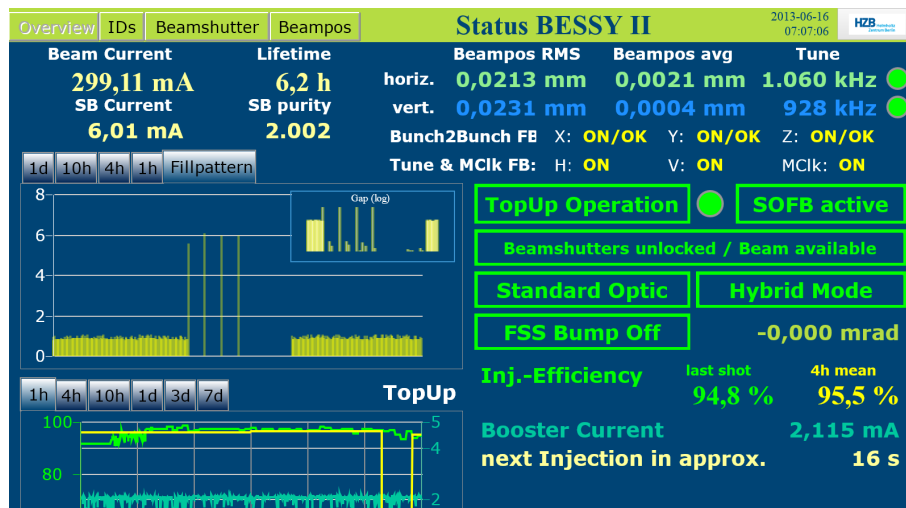 Overview IDs Beamshutter Beampos Status BESSY II 2013-06-16 07:07:06 HZB Helmholtz Zentrum Berlin
Beam Current Lifetime Beampos RMS Beampos avg Tune
299,11 mA 6,2 h horiz. 0,0213 mm 0,0021 mm 1.060 kHz
SB Current SB purity vert. 0,0231 mm 0,0004 mm 928 kHz
6,01 mA 2.002 Bunch2Bunch FB X: ON/OK Y: ON/OK Z: ON/OK
1d 10h 4h 1h Fillpattern Tune & MClk FB: H: ON V: ON MClk: ON
8
Gap (log)
TopUp Operation SOFB active
6
Beamshutters unlocked / Beam available
4
Standard Optic Hybrid Mode
2
FSS Bump Off -0,000 mrad
0
Inj.-Efficiency last shot 4h mean
94,8 % 95,5 %
1h 4h 10h 1d 3d 7d TopUp
100 5
Booster Current 2,115 mA
4
next Injection in approx. 16 s
80
2